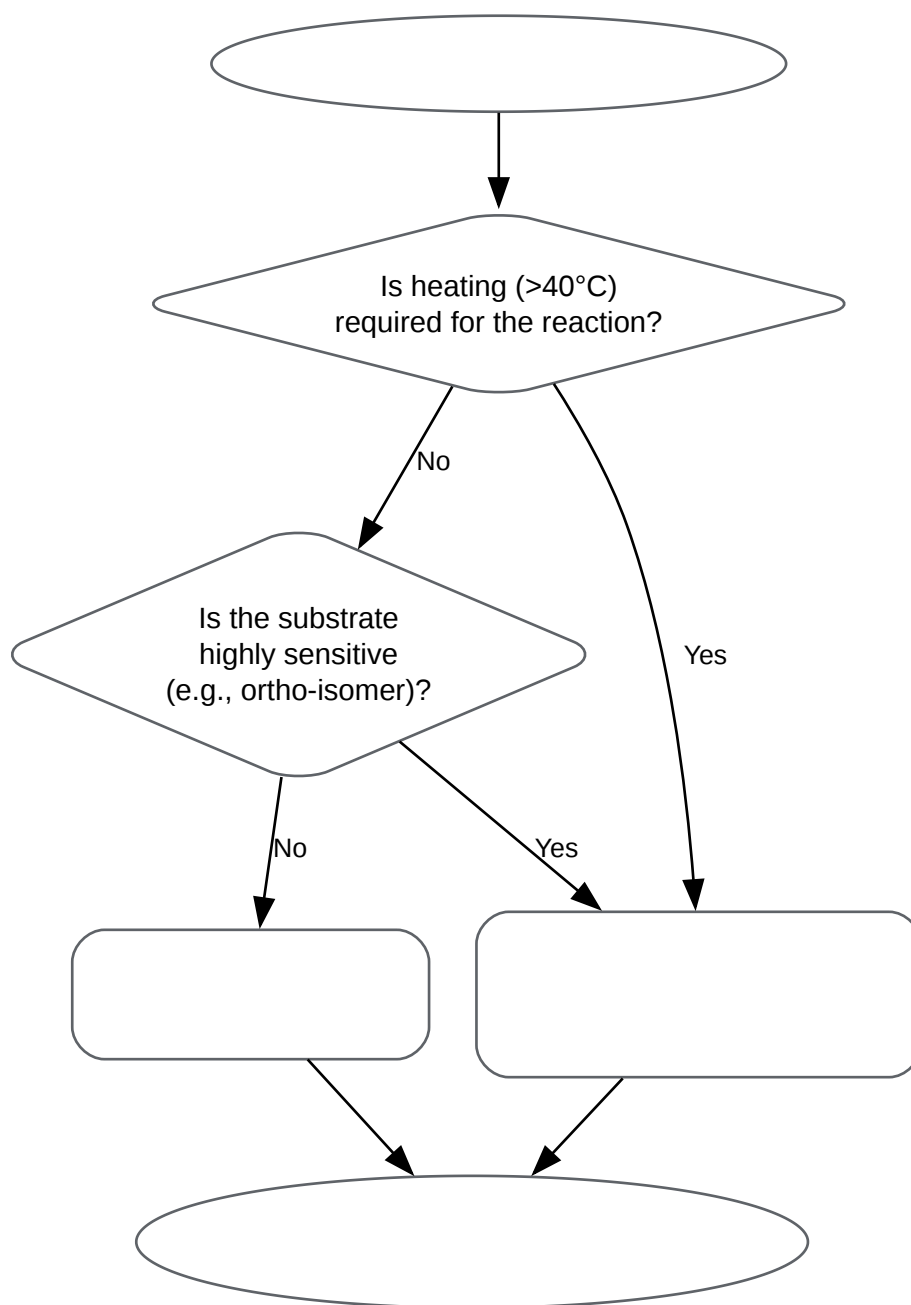 Is heating (>40°C)
required for the reaction?
No
Is the substrate
highly sensitive
(e.g., ortho-isomer)?
Yes
No
Yes